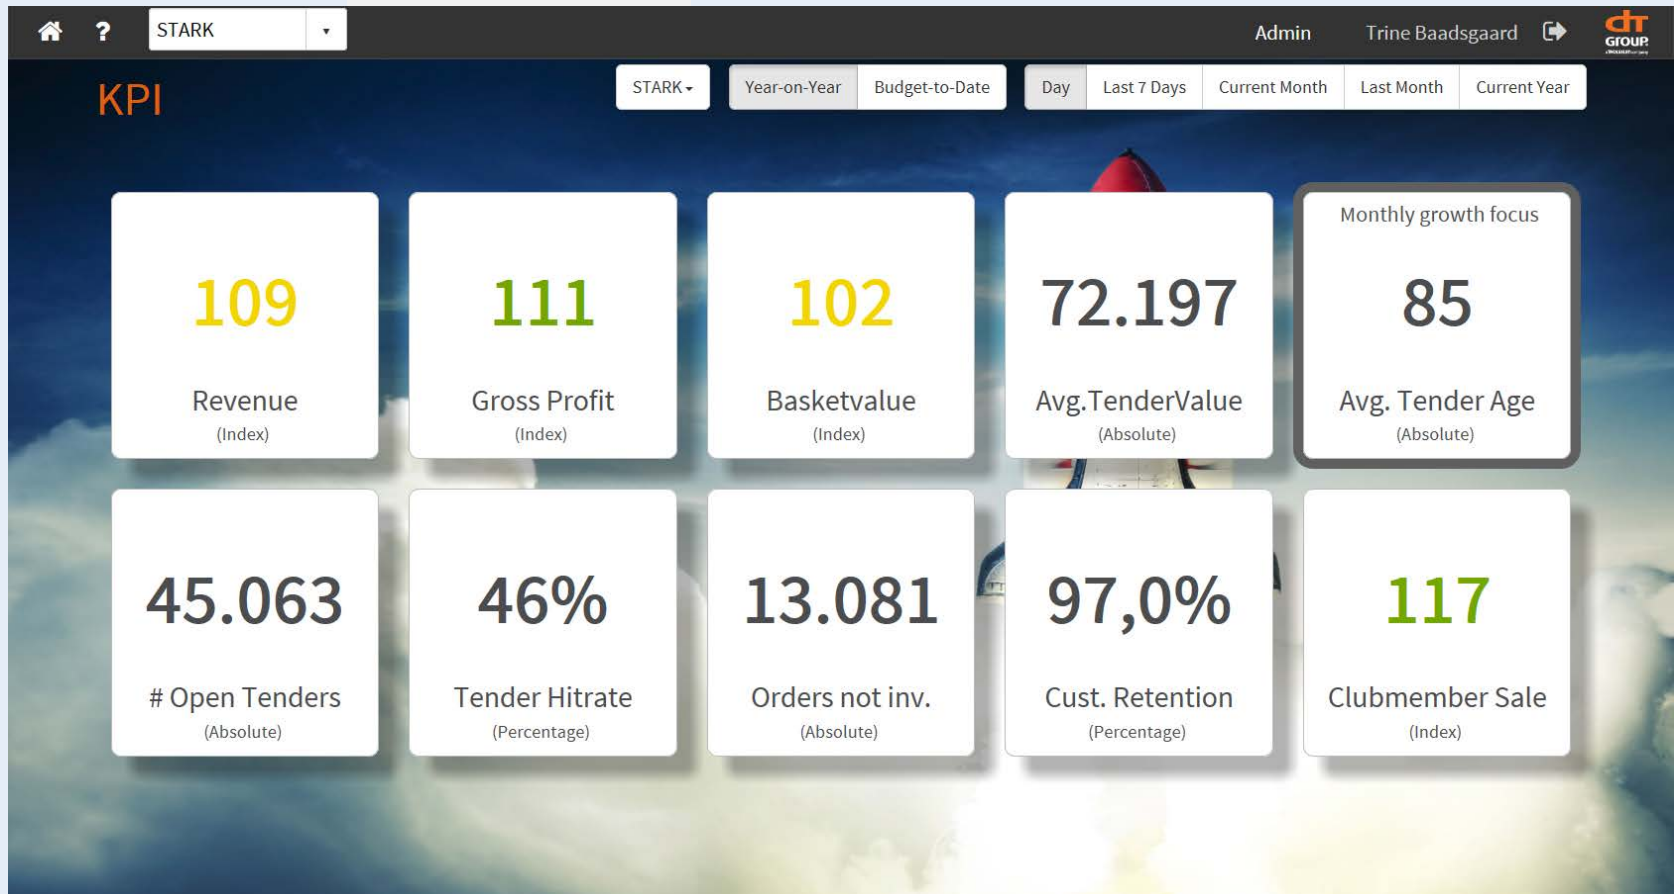 ? STARK
Admin Trine Baadsgaard
dt
GROUP
KPI
STARK Year-on-Year Budget-to-Date Day Last 7 Days Current Month Last Month Current Year
109
Revenue
(Index)
111
Gross Profit
(Index)
102
Basketvalue
(Index)
72.197
Avg.TenderValue
(Absolute)
Monthly growth focus
85
Avg. Tender Age
(Absolute)
45.063
# Open Tenders
(Absolute)
46%
Tender Hitrate
(Percentage)
13.081
Orders not inv.
(Absolute)
97,0%
Cust. Retention
(Percentage)
117
Clubmember Sale
(Index)